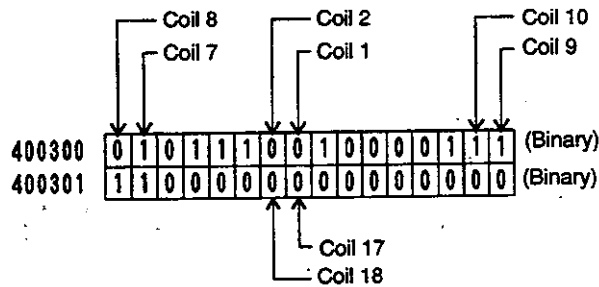 Coil 8 Coil 2 Coil 10
Coil 7 Coil 1 Coil 9
400300 0 1 0 1 1 1 0 0 1 0 0 0 0 1 1 1 (Binary)
400301 1 1 0 0 0 0 0 0 0 0 0 0 0 0 0 0 (Binary)
Coil 17
Coil 18